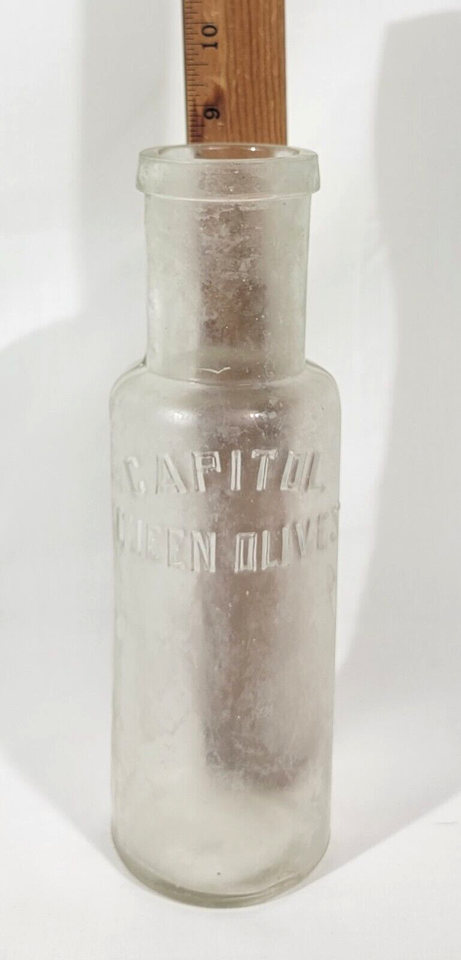 10
9
CAPITOL
QUEEN OLIVES